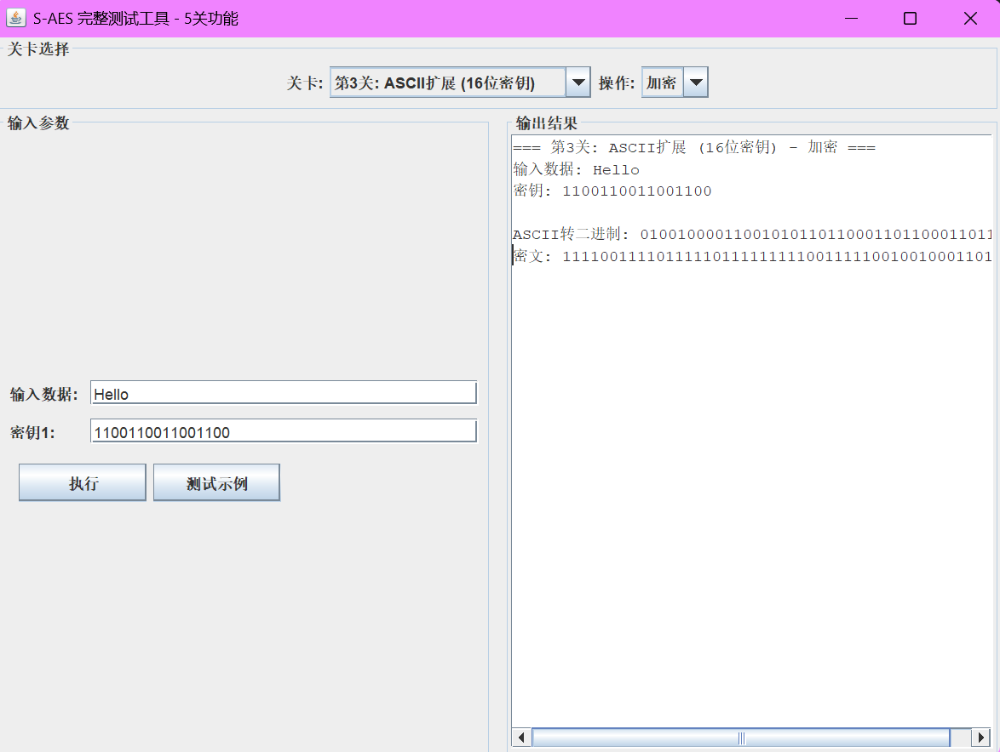 S-AES 完整测试工具 - 5关功能
关卡选择
关卡: 第3关: ASCII扩展 (16位密钥) 操作: 加密
输入参数
输入数据: Hello
密钥1: 1100110011001100
执行 测试示例
输出结果
=== 第3关: ASCII扩展 (16位密钥) - 加密 ===
输入数据: Hello
密钥: 1100110011001100
ASCII转二进制: 01001000011001010110110001101100011011
密文: 1111001111011111011111111100111110010010001101